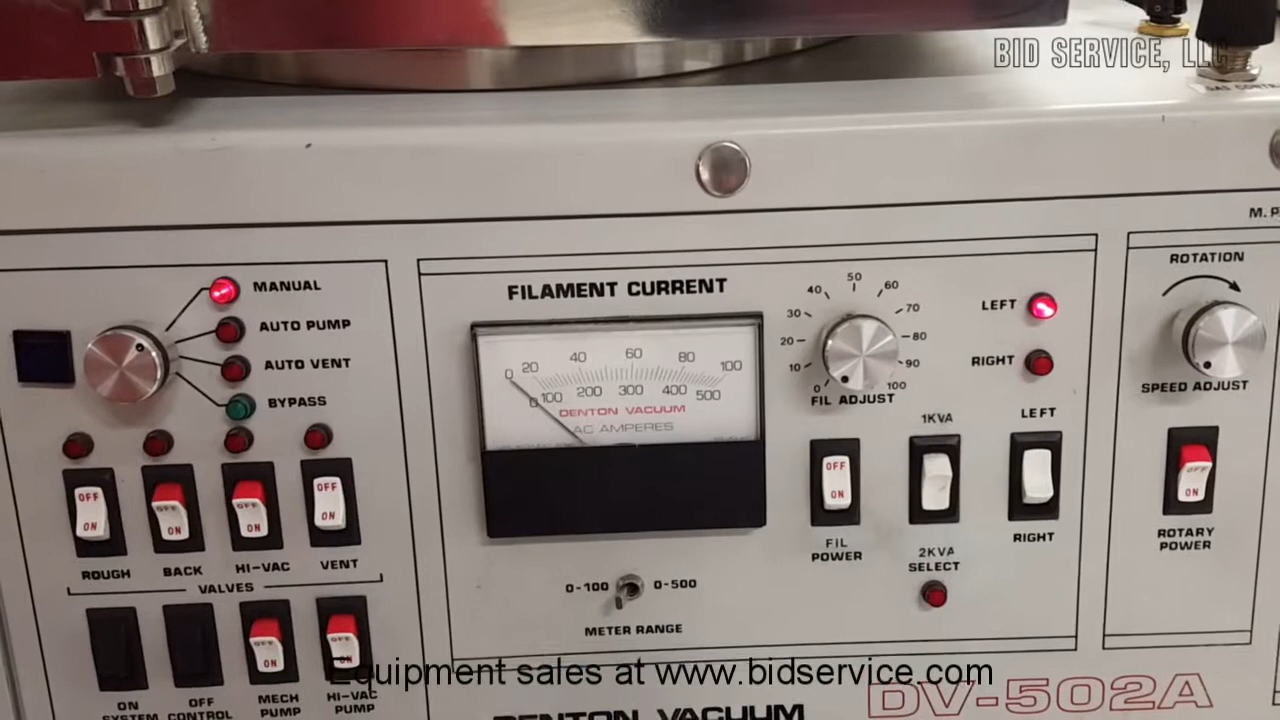 BID SERVICE, LLC
GAS CONTR
M. P
MANUAL
AUTO PUMP
AUTO VENT
BYPASS
OFF
ON
OFF
ON
OFF
ON
OFF
ON
ROUGH
BACK
HI-VAC
VENT
VALVES
OFF
ON
OFF
ON
ON
SYSTEM
OFF
CONTROL
MECH
PUMP
HI-VAC
PUMP
FILAMENT CURRENT
0 20 40 60 80 100
0 100 200 300 400 500
DENTON VACUUM
AC AMPERES
0-100
0-500
METER RANGE
0 10 20 30 40 50 60 70 80 90 100
FIL ADJUST
LEFT
RIGHT
OFF
ON
FIL
POWER
1KVA
2KVA
SELECT
LEFT
RIGHT
ROTATION
SPEED ADJUST
OFF
ON
ROTARY
POWER
Equipment sales at www.bidservice.com
DENTON VACUUM
DV-502A